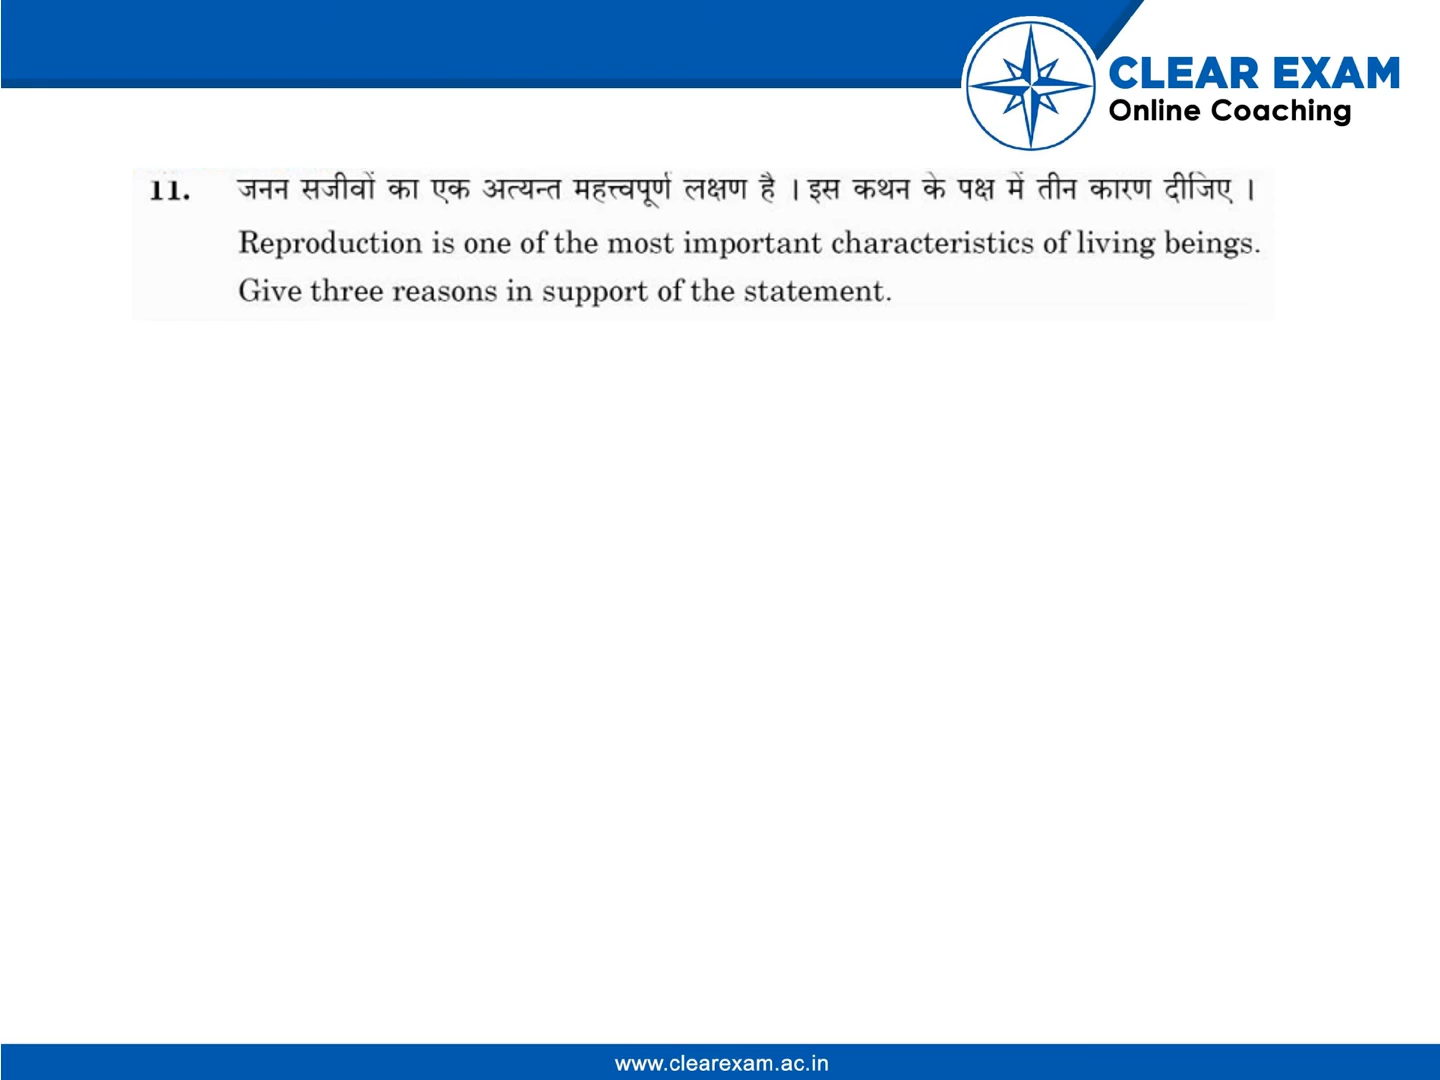 CLEAR EXAM
Online Coaching
11. जनन सजीवों का एक अत्यन्त महत्त्वपूर्ण लक्षण है । इस कथन के पक्ष में तीन कारण दीजिए ।
Reproduction is one of the most important characteristics of living beings.
Give three reasons in support of the statement.
www.clearexam.ac.in